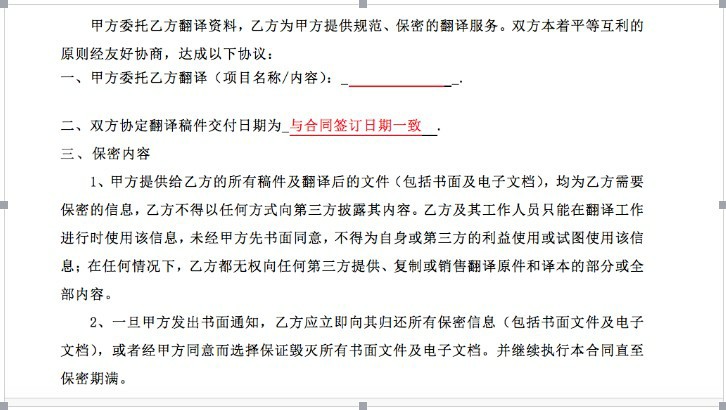 甲方委托乙方翻译资料，乙方为甲方提供规范、保密的翻译服务。双方本着平等互利的
原则经友好协商，达成以下协议：
一、甲方委托乙方翻译（项目名称/内容）：_____________.
二、双方协定翻译稿件交付日期为_与合同签订日期一致__.
三、保密内容
1、甲方提供给乙方的所有稿件及翻译后的文件（包括书面及电子文档），均为乙方需要
保密的信息，乙方不得以任何方式向第三方披露其内容。乙方及其工作人员只能在翻译工作
进行时使用该信息，未经甲方先书面同意，不得为自身或第三方的利益使用或试图使用该信
息；在任何情况下，乙方都无权向任何第三方提供、复制或销售翻译原件和译本的部分或全
部内容。
2、一旦甲方发出书面通知，乙方应立即向其归还所有保密信息（包括书面文件及电子
文档），或者经甲方同意而选择保证毁灭所有书面文件及电子文档。并继续执行本合同直至
保密期满。